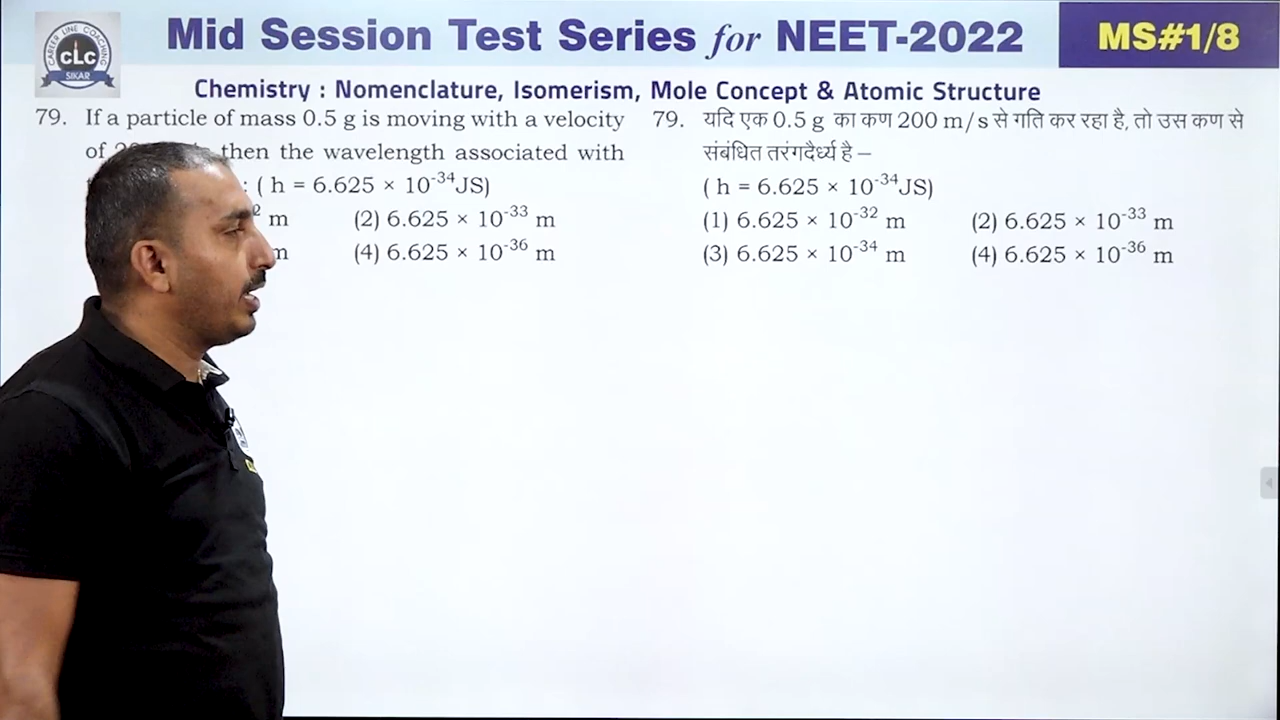 CAREER LINE COACHING
CLC
SIKAR
Mid Session Test Series for NEET-2022
MS#1/8
Chemistry : Nomenclature, Isomerism, Mole Concept & Atomic Structure
79. If a particle of mass 0.5 g is moving with a velocity
of then the wavelength associated with
: ( h = 6.625 × 10⁻³⁴JS)
m (2) 6.625 × 10⁻³³ m
m (4) 6.625 × 10⁻³⁶ m
79. यदि एक 0.5 g का कण 200 m/s से गति कर रहा है, तो उस कण से
संबंधित तरंगदैर्ध्य है –
( h = 6.625 × 10⁻³⁴JS)
(1) 6.625 × 10⁻³² m (2) 6.625 × 10⁻³³ m
(3) 6.625 × 10⁻³⁴ m (4) 6.625 × 10⁻³⁶ m